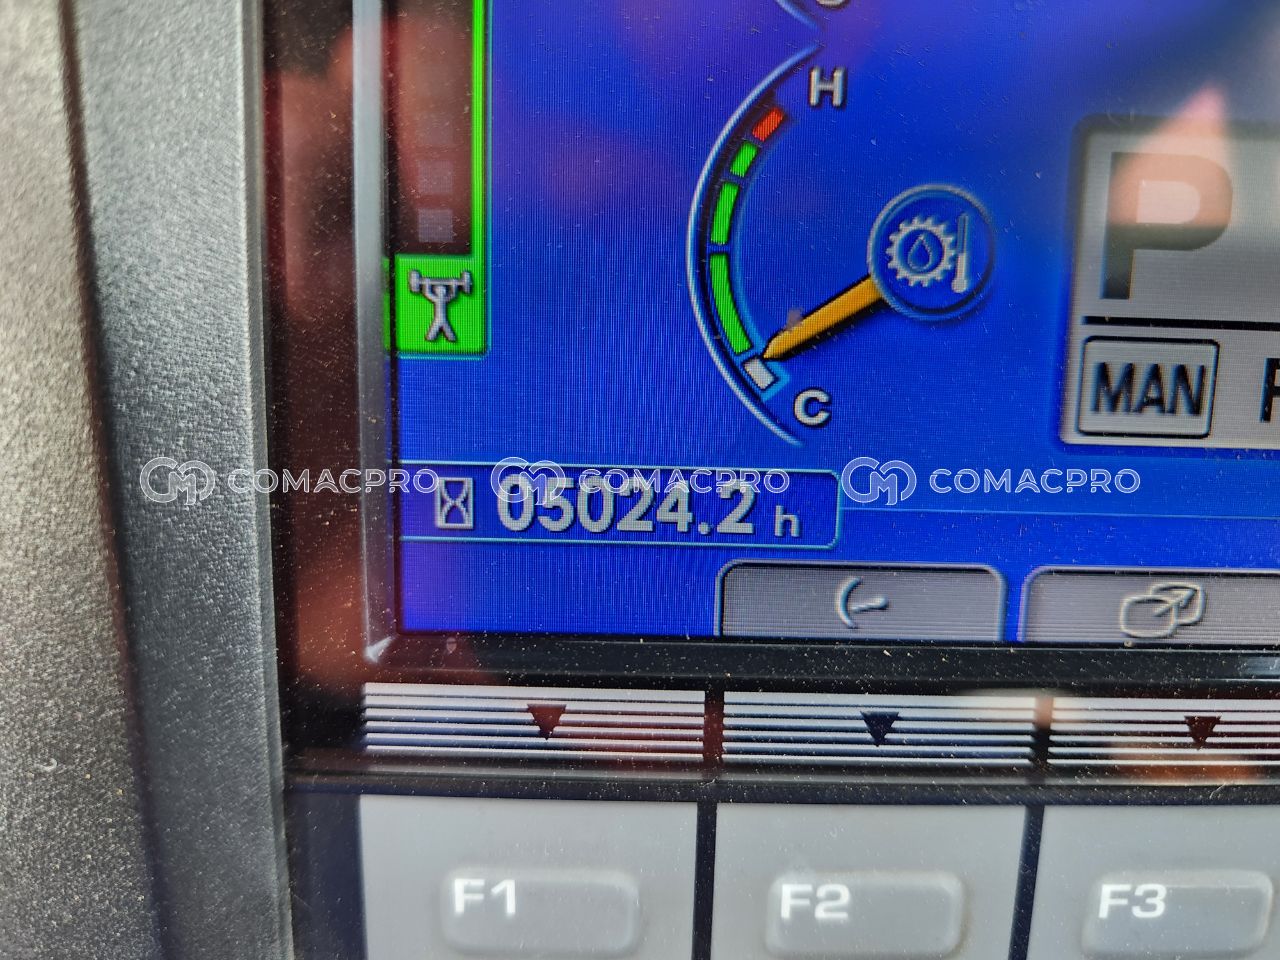 H
P
C
MAN
COMACPRO COMACPRO COMACPRO
05024.2 h
F1 F2 F3